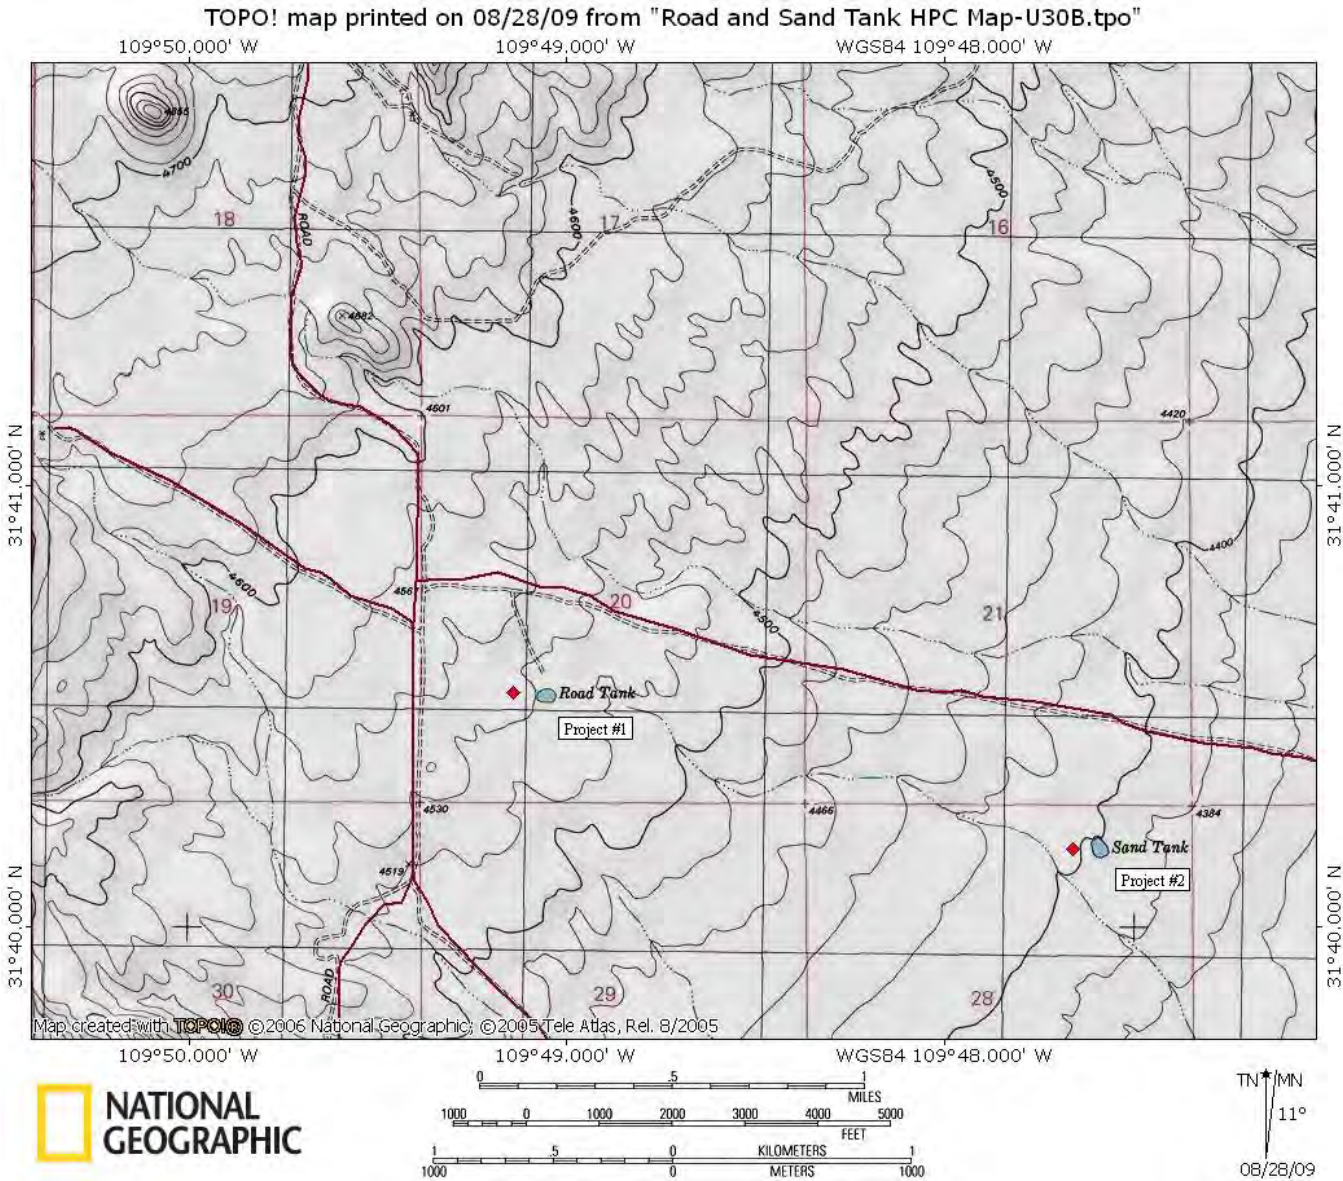 TOPO! map printed on 08/28/09 from "Road and Sand Tank HPC Map-U30B.tpo"
109°50.000' W 109°49.000' W WGS84 109°48.000' W
4855
4700
4500
18 ROAD 4600 17 16
4682
4601 4420
31°41.000' N 31°41.000' N
4400
4600
4567
19 20 21
4500
Road Tank
Project #1
4530 4466 4384
Sand Tank
4519
Project #2
31°40.000' N 31°40.000' N
30 ROAD 29 28
Map created with TOPO!® ©2006 National Geographic; ©2005 Tele Atlas, Rel. 8/2005
109°50.000' W 109°49.000' W WGS84 109°48.000' W
NATIONAL
GEOGRAPHIC
0 .5 1
MILES
1000 0 1000 2000 3000 4000 5000
FEET
1 .5 0 KILOMETERS 1
1000 0 METERS 1000
TN MN
11°
08/28/09